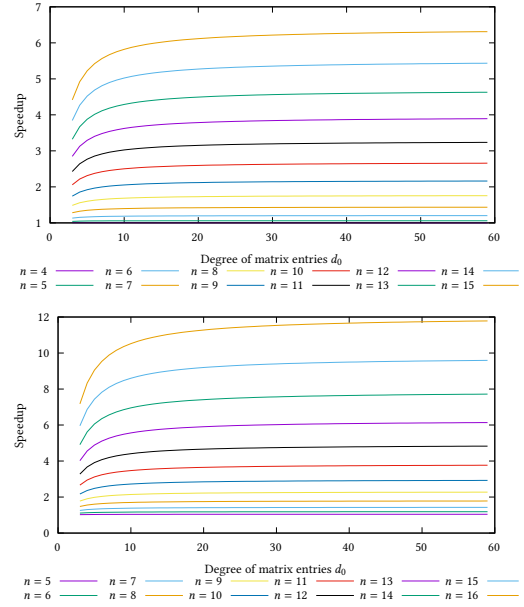 7
6
5
4
3
2
1
Speedup
0 10 20 30 40 50 60
Degree of matrix entries d0
n = 4 n = 6 n = 8 n = 10 n = 12 n = 14
n = 5 n = 7 n = 9 n = 11 n = 13 n = 15
12
10
8
6
4
2
0
Speedup
0 10 20 30 40 50 60
Degree of matrix entries d0
n = 5 n = 7 n = 9 n = 11 n = 13 n = 15
n = 6 n = 8 n = 10 n = 12 n = 14 n = 16